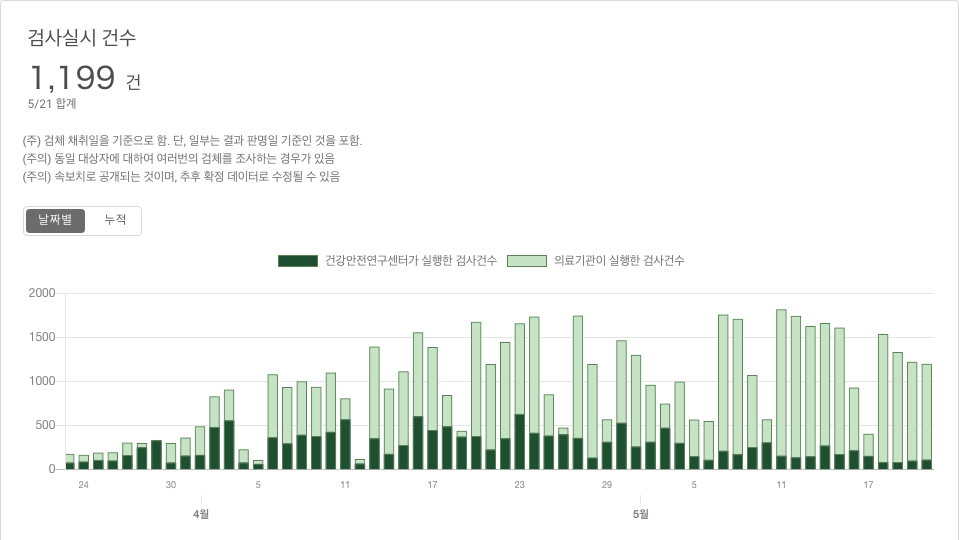 검사실시 건수
1,199 건
5/21 합계
(주) 검체 채취일을 기준으로 함. 단, 일부는 결과 판명일 기준인 것을 포함.
(주의) 동일 대상자에 대하여 여러번의 검체를 조사하는 경우가 있음
(주의) 속보치로 공개되는 것이며, 추후 확정 데이터로 수정될 수 있음
날짜별 누적
건강안전연구센터가 실행한 검사건수 의료기관이 실행한 검사건수
2000
1500
1000
500
0
24 30 5 11 17 23 29 5 11 17
4월 5월